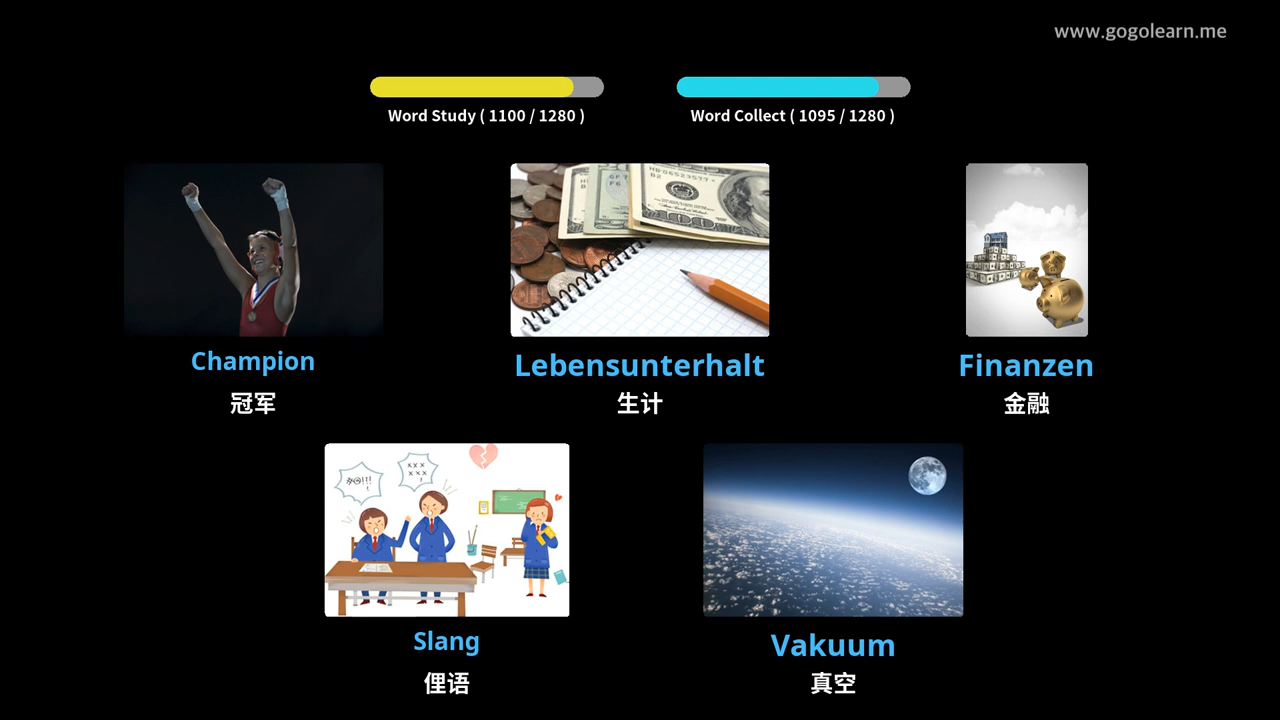 www.gogolearn.me
Word Study ( 1100 / 1280 )
Word Collect ( 1095 / 1280 )
Champion
冠军
Lebensunterhalt
生计
Finanzen
金融
Slang
俚语
Vakuum
真空